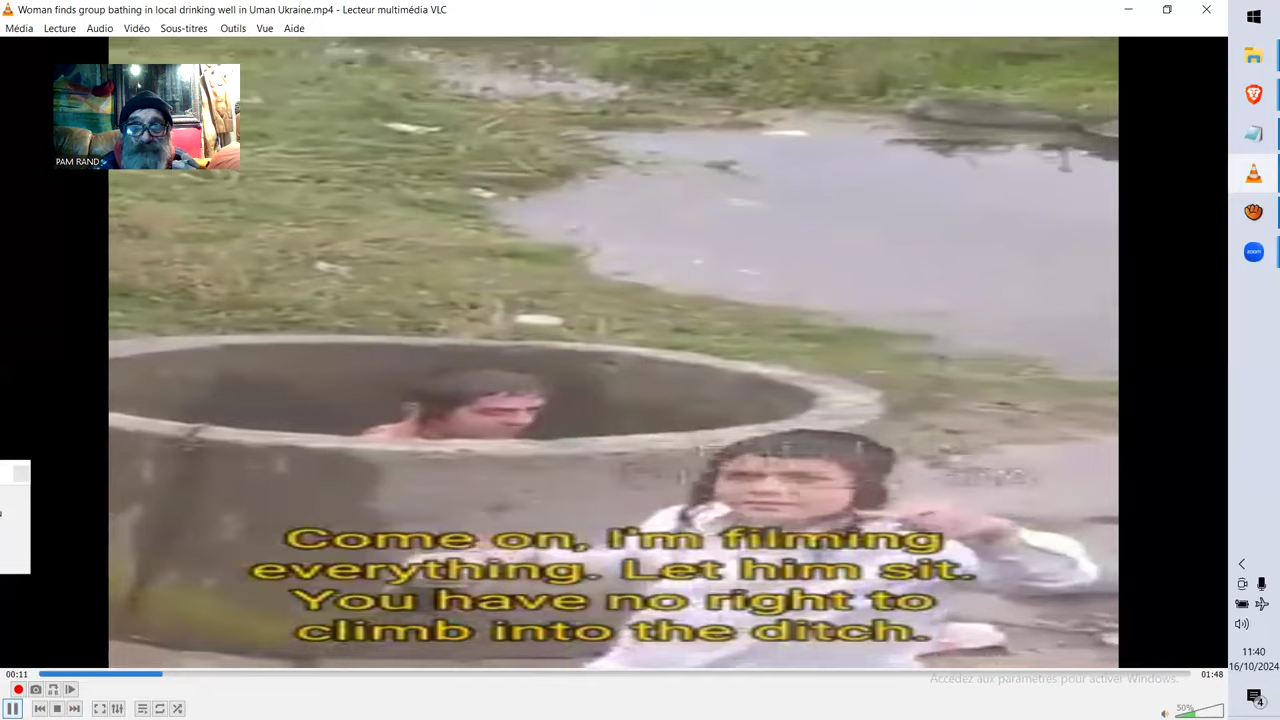 Woman finds group bathing in local drinking well in Uman Ukraine.mp4 - Lecteur multimédia VLC
Média Lecture Audio Vidéo Sous-titres Outils Vue Aide
PAM RAND
Come on, I'm filming
everything. Let him sit.
You have no right to
climb into the ditch.
zoom
00:11
01:48
Accédez aux paramètres pour activer Windows.
50%
11:40
16/10/2024
4